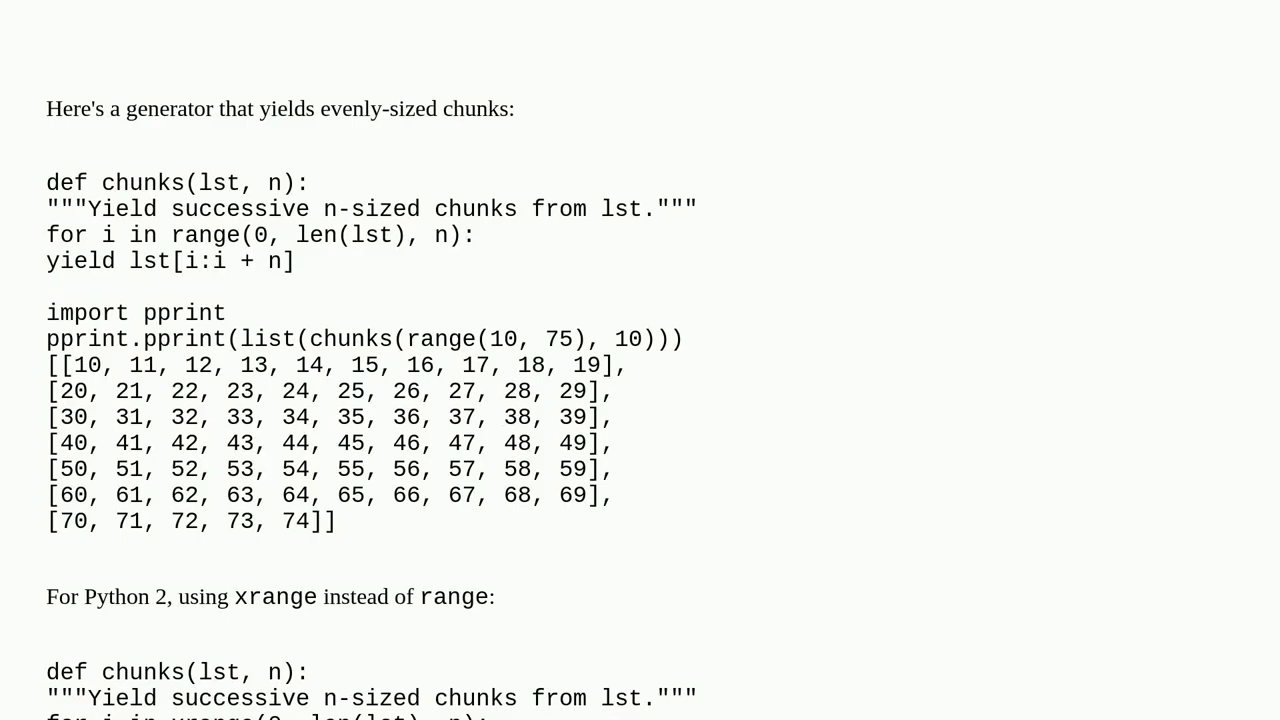 Here's a generator that yields evenly-sized chunks:
def chunks(lst, n):
"""Yield successive n-sized chunks from lst."""
for i in range(0, len(lst), n):
yield lst[i:i + n]
import pprint
pprint.pprint(list(chunks(range(10, 75), 10)))
[[10, 11, 12, 13, 14, 15, 16, 17, 18, 19],
[20, 21, 22, 23, 24, 25, 26, 27, 28, 29],
[30, 31, 32, 33, 34, 35, 36, 37, 38, 39],
[40, 41, 42, 43, 44, 45, 46, 47, 48, 49],
[50, 51, 52, 53, 54, 55, 56, 57, 58, 59],
[60, 61, 62, 63, 64, 65, 66, 67, 68, 69],
[70, 71, 72, 73, 74]]
For Python 2, using xrange instead of range:
def chunks(lst, n):
"""Yield successive n-sized chunks from lst."""
for i in xrange(0, len(lst), n):